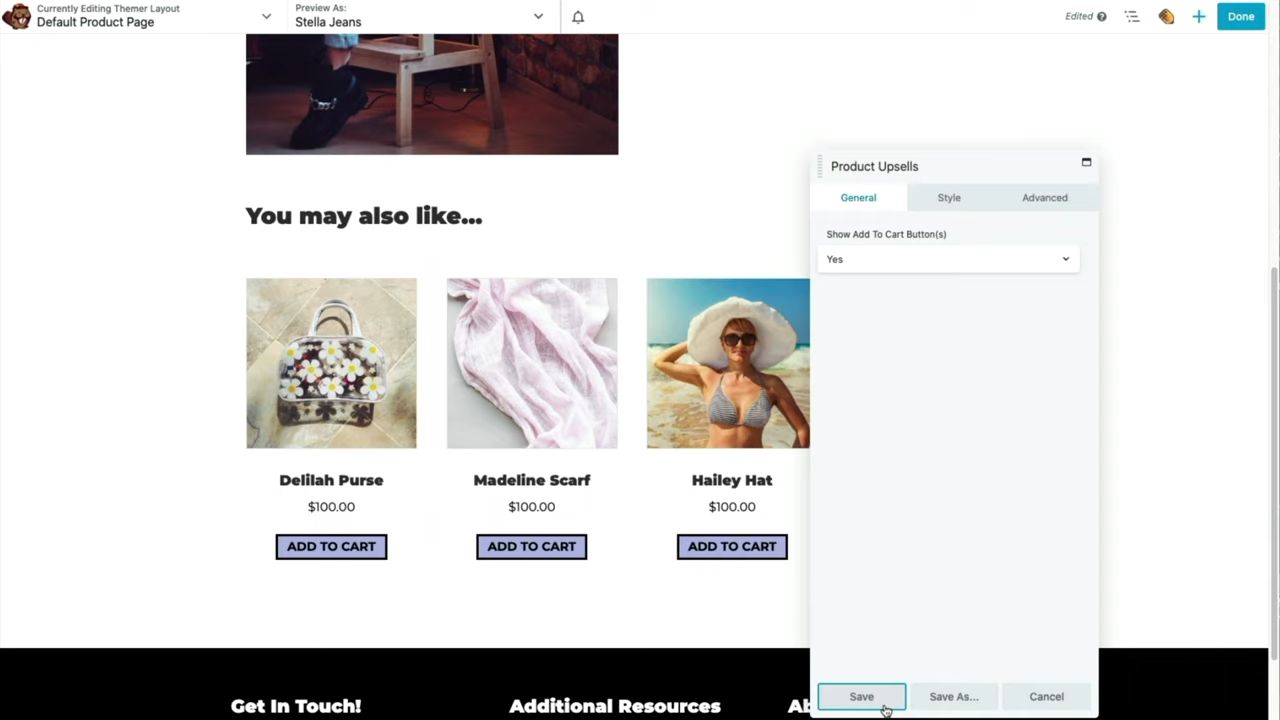 Currently Editing Themer Layout
Default Product Page
Preview As:
Stella Jeans
Edited
Done
You may also like...
Delilah Purse
$100.00
ADD TO CART
Madeline Scarf
$100.00
ADD TO CART
Hailey Hat
$100.00
ADD TO CART
Product Upsells
General
Style
Advanced
Show Add To Cart Button(s)
Yes
Save
Save As...
Cancel
Get In Touch!
Additional Resources
Ab